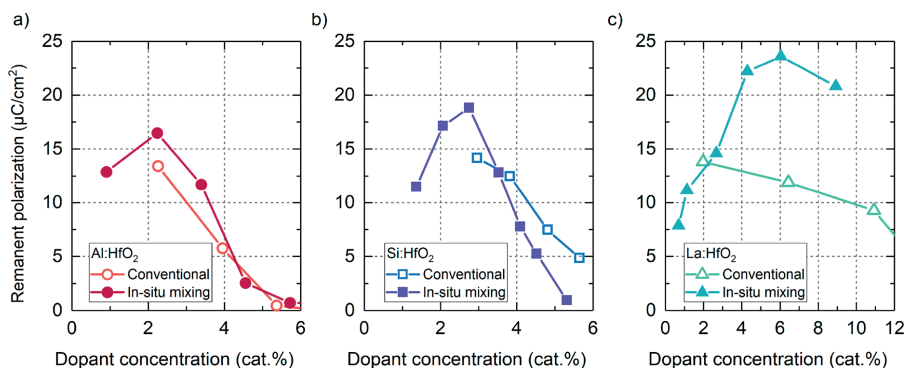 a)
b)
c)
Remanent polarization (µC/cm²)
25
20
15
10
5
0
Al:HfO₂
Conventional
In-situ mixing
0 2 4 6
Dopant concentration (cat.%)
25
20
15
10
5
0
Si:HfO₂
Conventional
In-situ mixing
0 2 4 6
Dopant concentration (cat.%)
25
20
15
10
5
0
La:HfO₂
Conventional
In-situ mixing
0 2 4 6 8 10 12
Dopant concentration (cat.%)